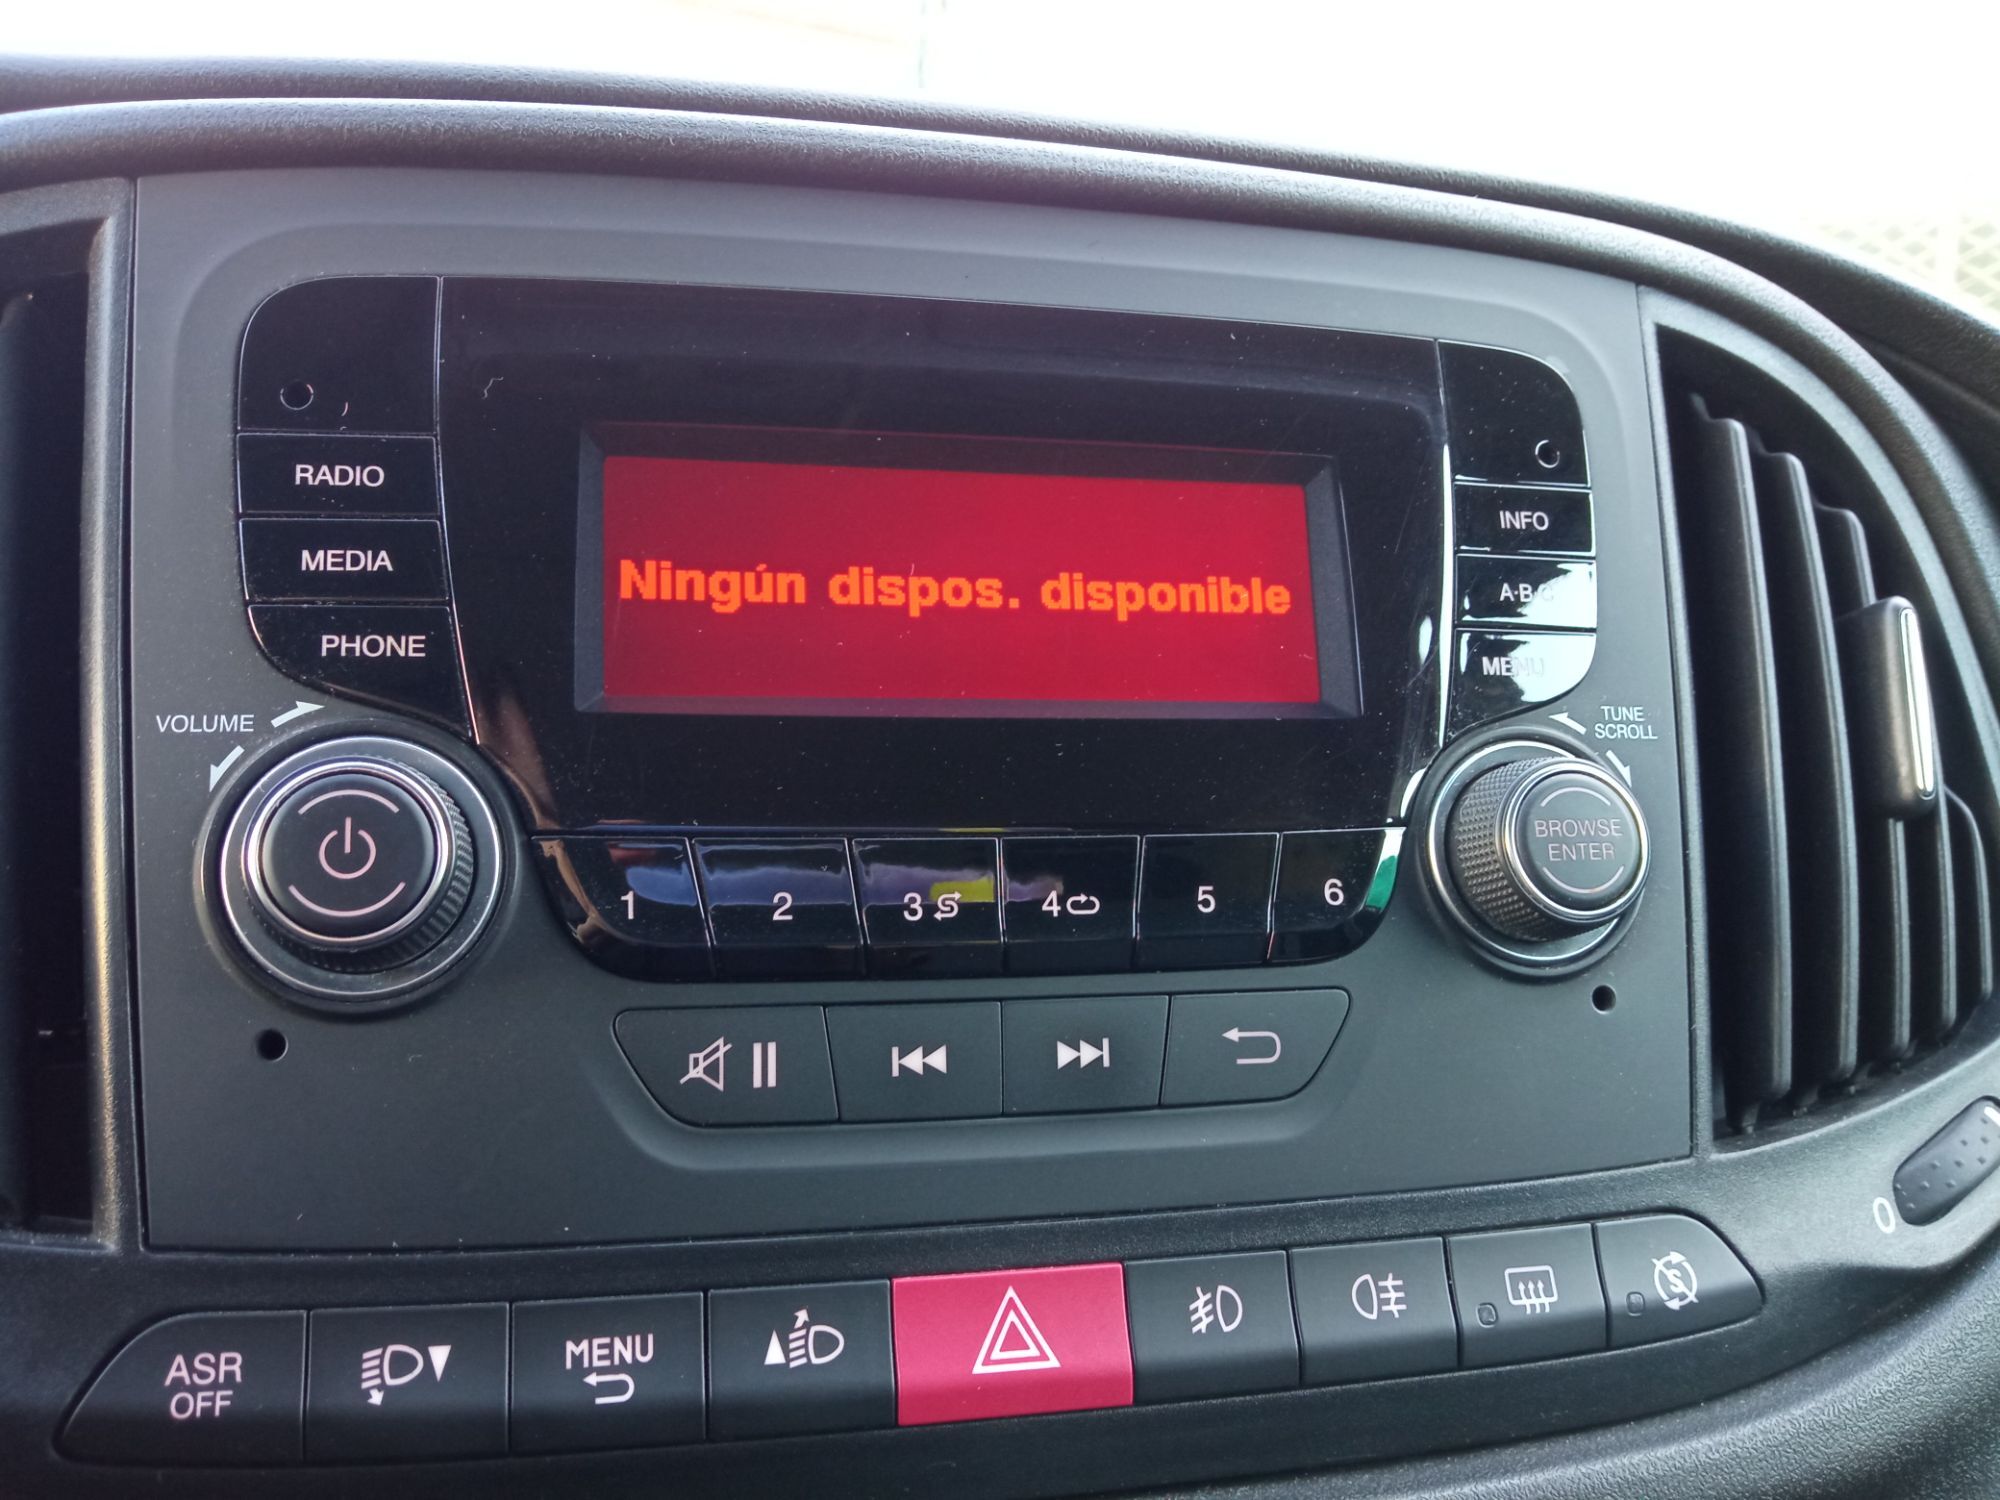 RADIO
MEDIA
PHONE
VOLUME
Ningún dispos. disponible
INFO
A·B·C
MENU
TUNE
SCROLL
BROWSE
ENTER
1
2
3
4
5
6
0
ASR
OFF
MENU